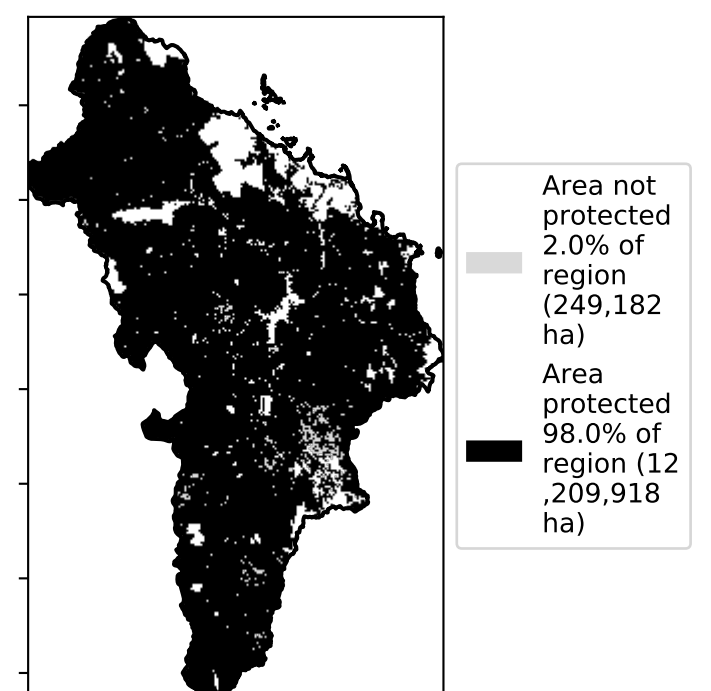 Area not
protected
2.0% of
region
(249,182
ha)
Area
protected
98.0% of
region (12
,209,918
ha)